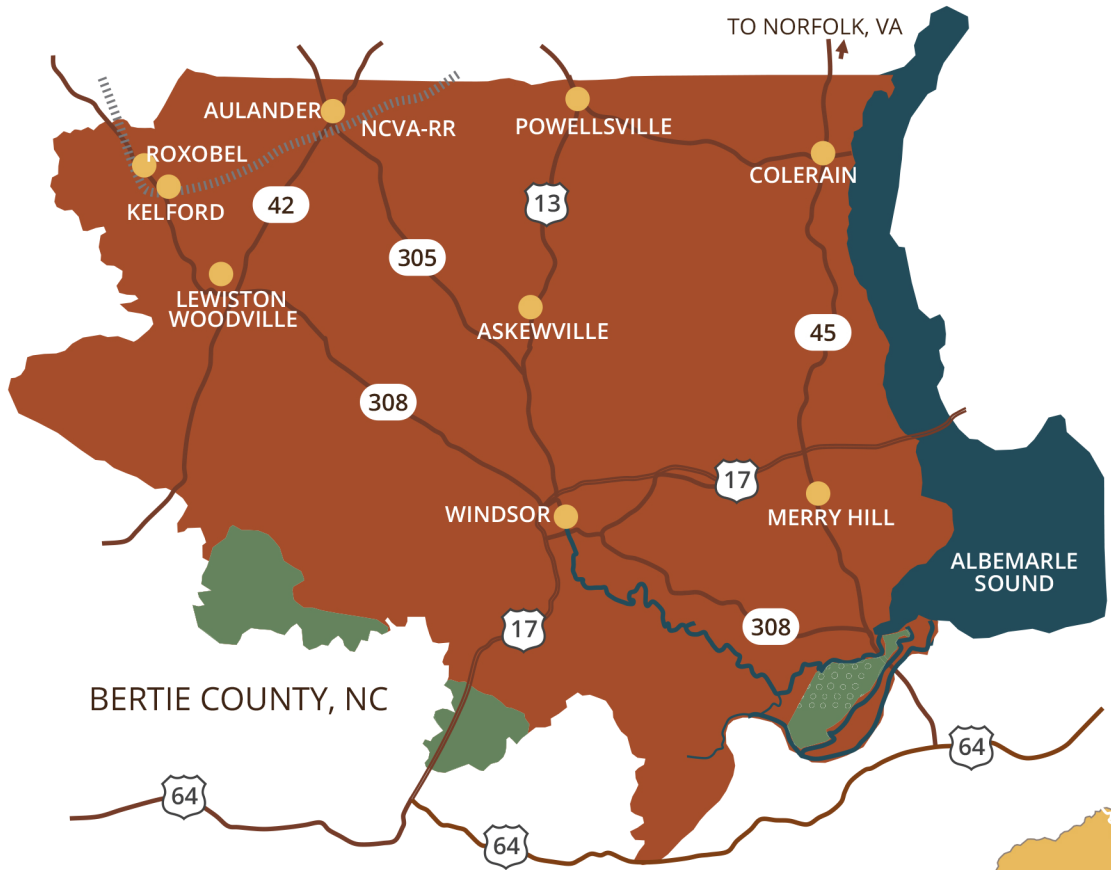 TO NORFOLK, VA
AULANDER
NCVA-RR
POWELLSVILLE
ROXOBEL
COLERAIN
KELFORD
42
13
305
LEWISTON
WOODVILLE
ASKEWVILLE
45
308
17
WINDSOR
MERRY HILL
ALBEMARLE
SOUND
17
308
BERTIE COUNTY, NC
64
64
64